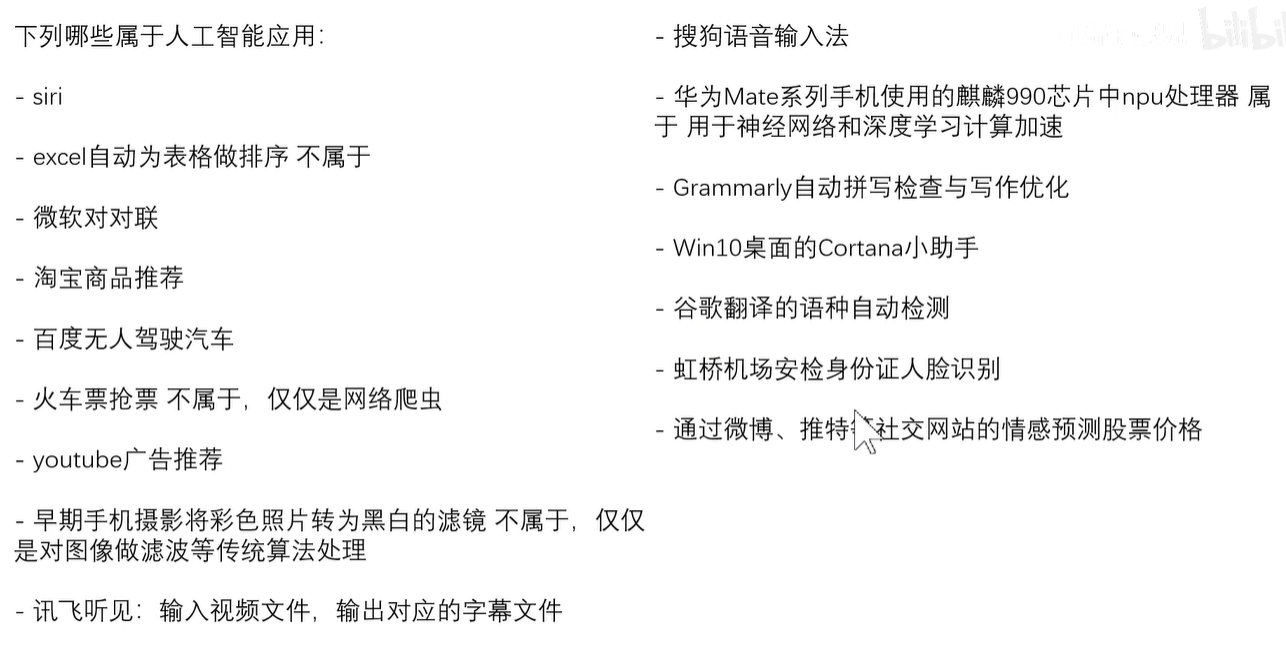 下列哪些属于人工智能应用：
- siri
- excel自动为表格做排序 不属于
- 微软对对联
- 淘宝商品推荐
- 百度无人驾驶汽车
- 火车票抢票 不属于，仅仅是网络爬虫
- youtube广告推荐
- 早期手机摄影将彩色照片转为黑白的滤镜 不属于，仅仅
是对图像做滤波等传统算法处理
- 讯飞听见：输入视频文件，输出对应的字幕文件
- 搜狗语音输入法
- 华为Mate系列手机使用的麒麟990芯片中npu处理器 属
于 用于神经网络和深度学习计算加速
- Grammarly自动拼写检查与写作优化
- Win10桌面的Cortana小助手
- 谷歌翻译的语种自动检测
- 虹桥机场安检身份证人脸识别
- 通过微博、推特等社交网站的情感预测股票价格
bilibil